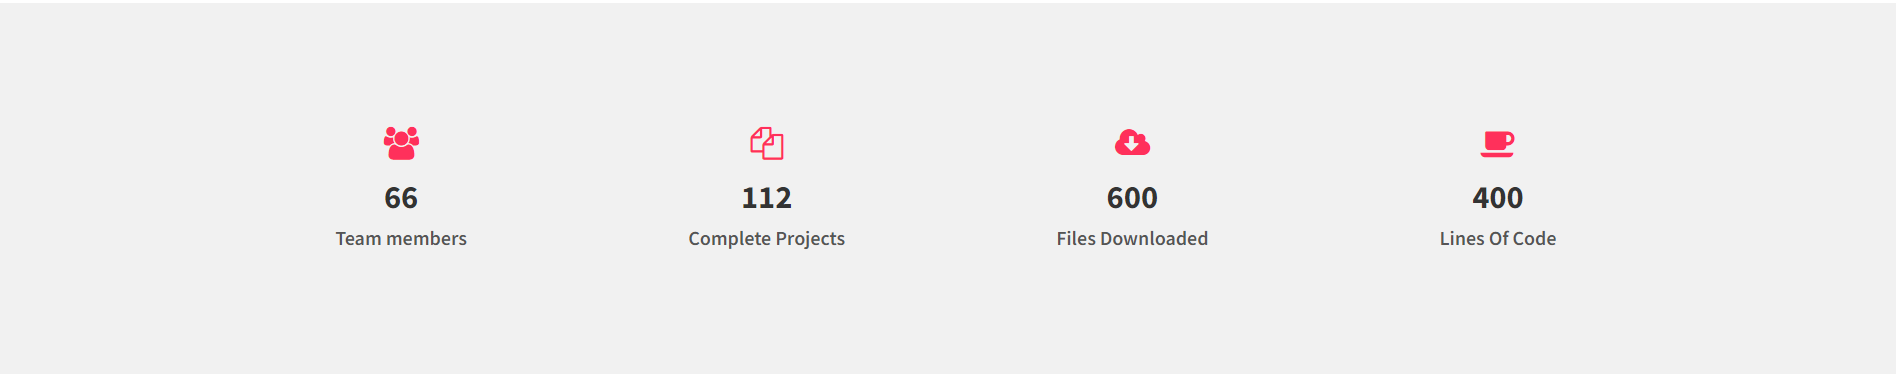 66
Team members
112
Complete Projects
600
Files Downloaded
400
Lines Of Code